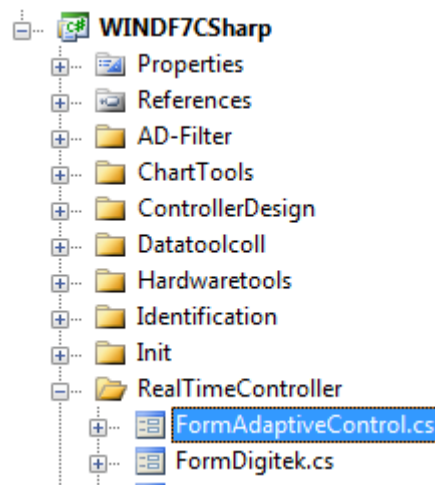 WINDF7CSharp
Properties
References
AD-Filter
ChartTools
ControllerDesign
Datatoolcoll
Hardwaretools
Identification
Init
RealTimeController
FormAdaptiveControl.cs
FormDigitek.cs